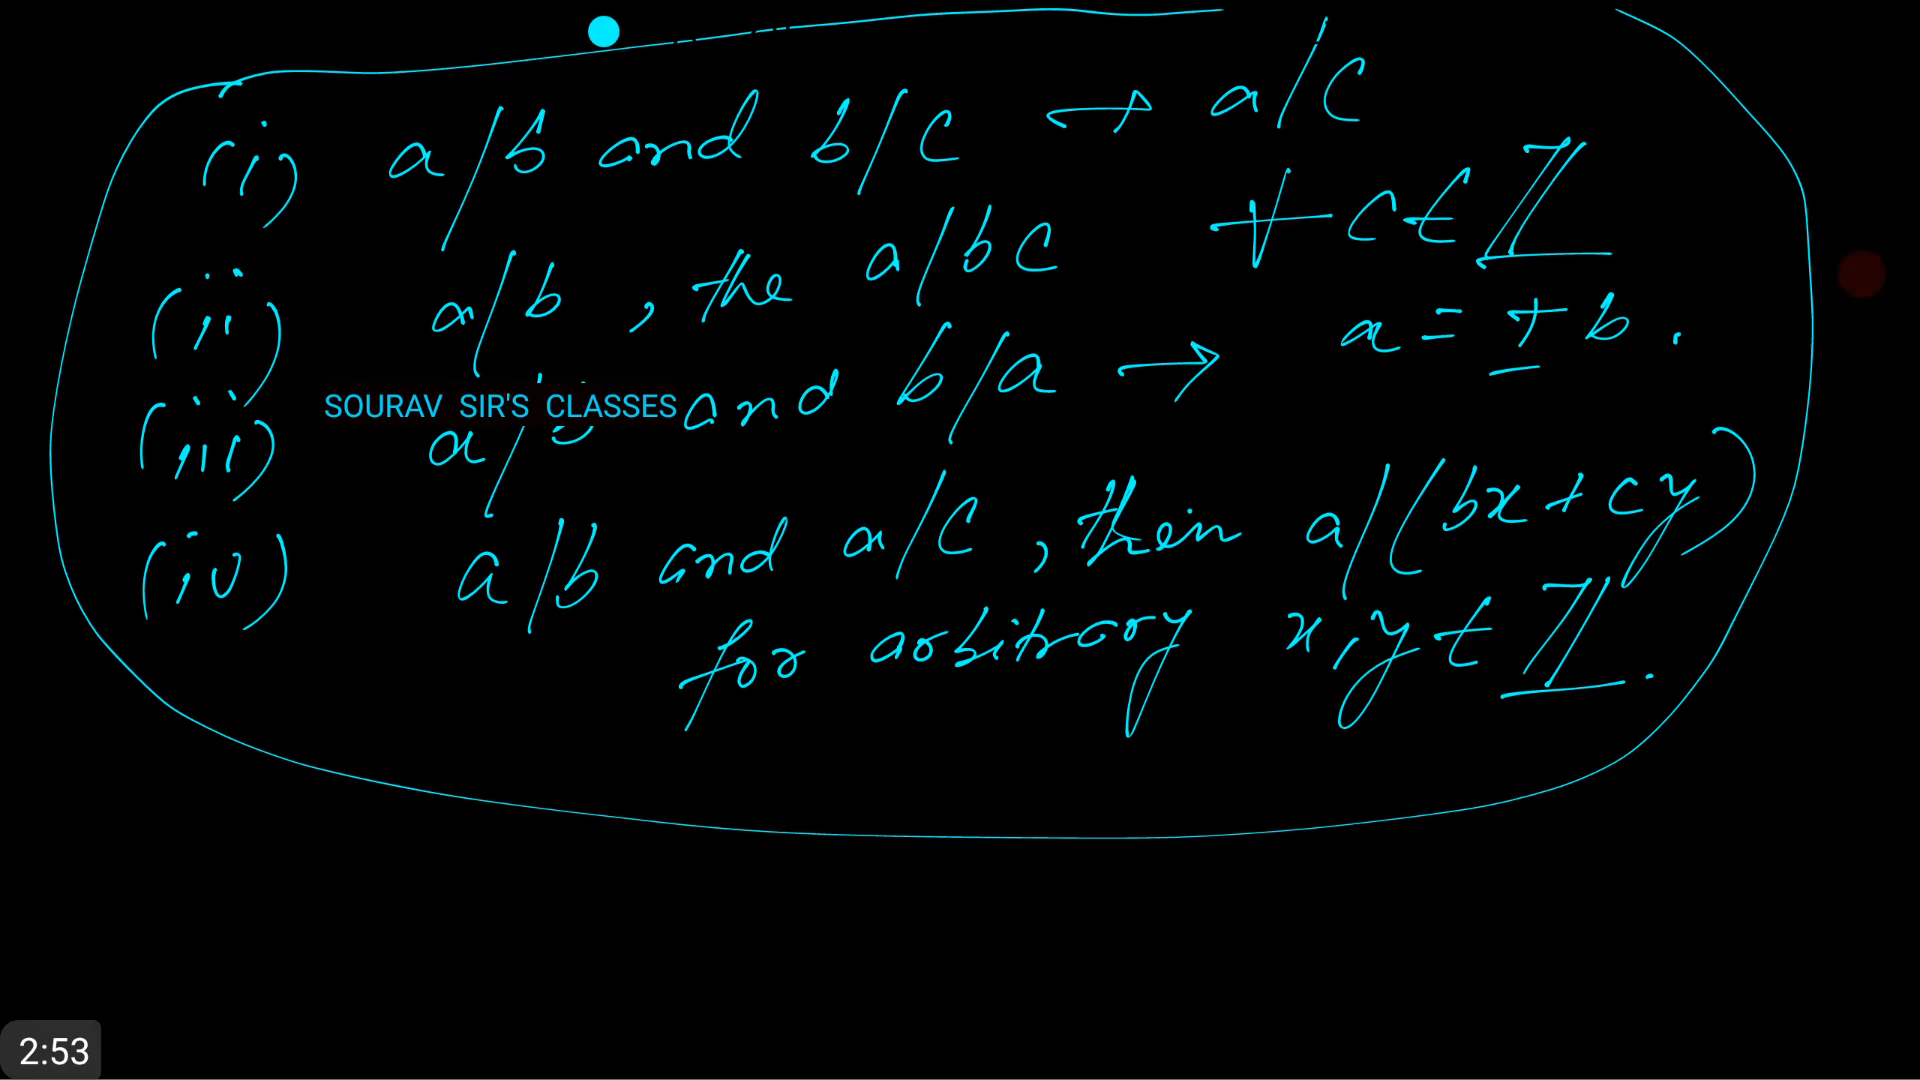 (i) a/b and b/c → a/c
(ii) a/b, the a/bc ∀ c ∈ ℤ
(iii) a/b and b/a → a = ± b.
SOURAV SIR'S CLASSES
(iv) a/b and a/c, then a/(bx+cy)
for arbitrary x,y ∈ ℤ.
2:53